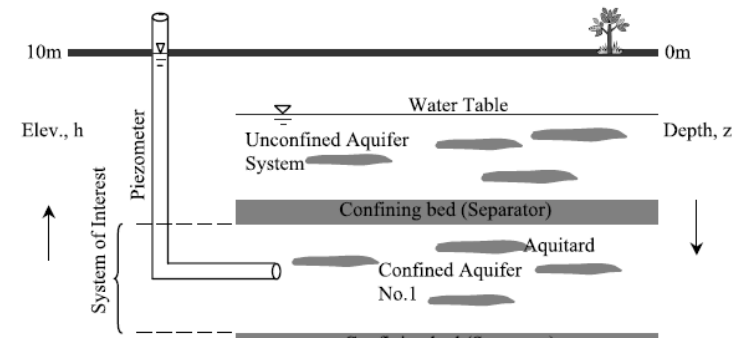 10m
0m
Water Table
Elev., h
Piezometer
Unconfined Aquifer
System
Depth, z
Confining bed (Separator)
System of Interest
Aquitard
Confined Aquifer
No.1